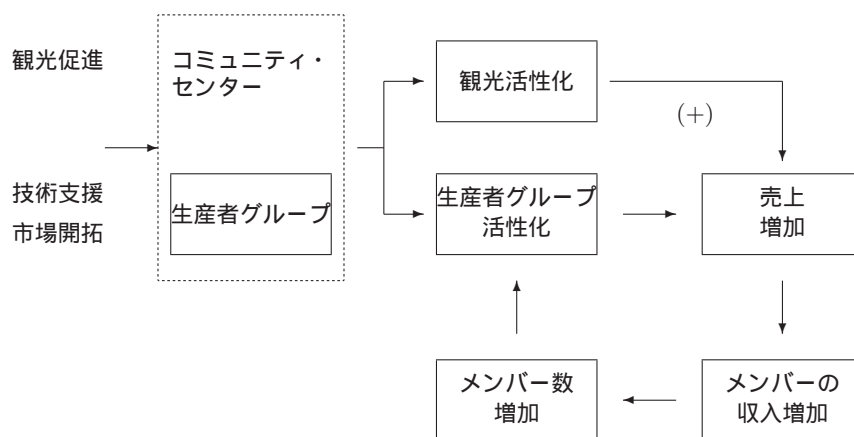 観光促進
コミュニティ・
センター
観光活性化
(+)
技術支援
市場開拓
生産者グループ
生産者グループ
活性化
売上
増加
メンバー数
増加
メンバーの
収入増加